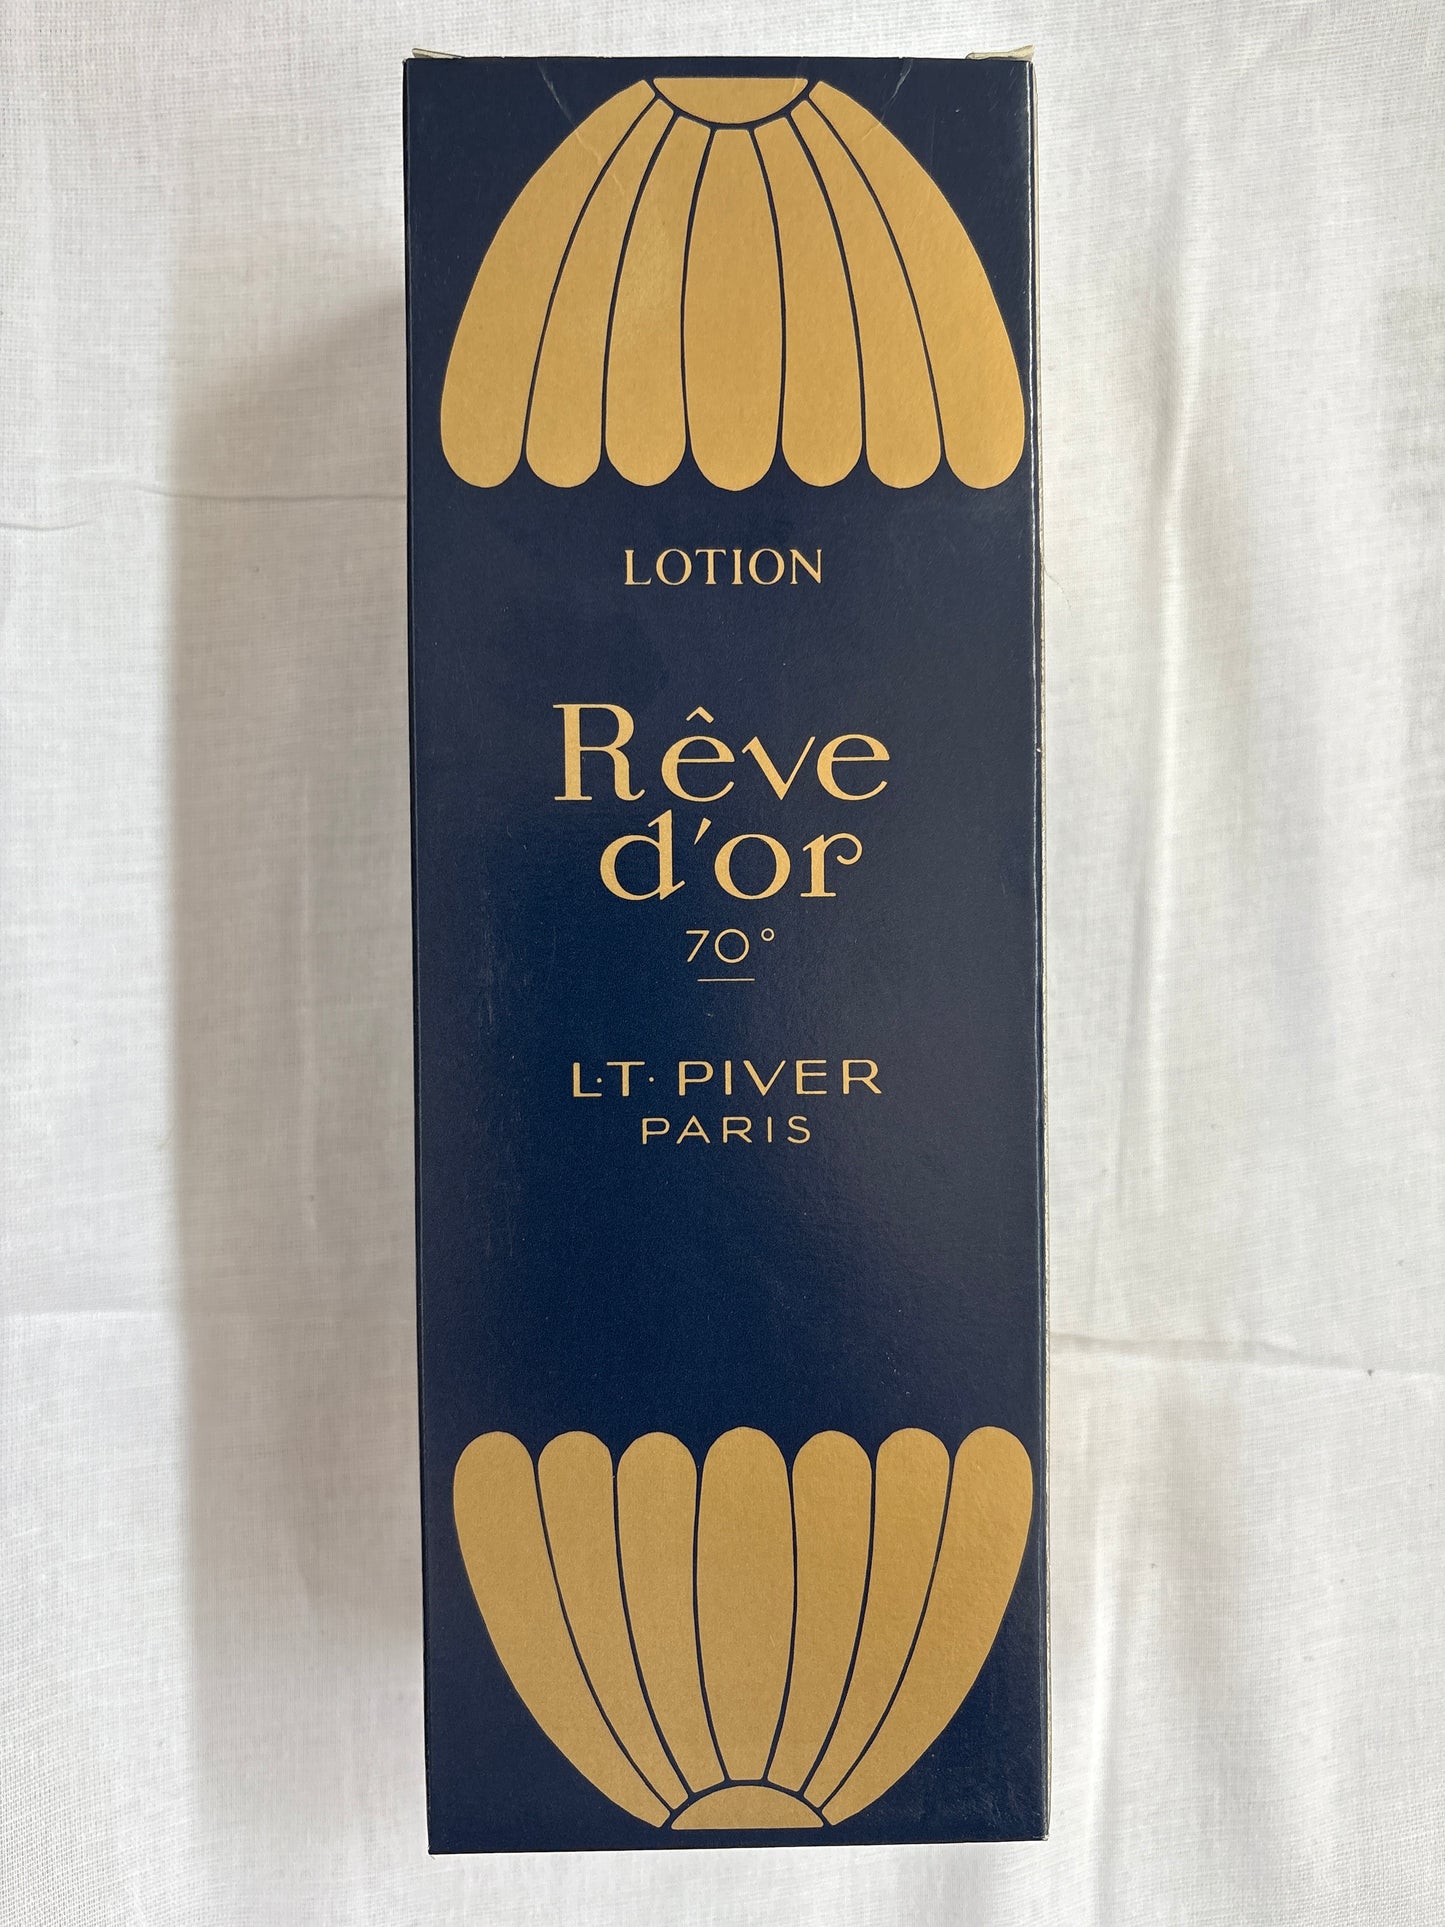 LOTION
Rêve
d'or
70°
L.T. PIVER
PARIS